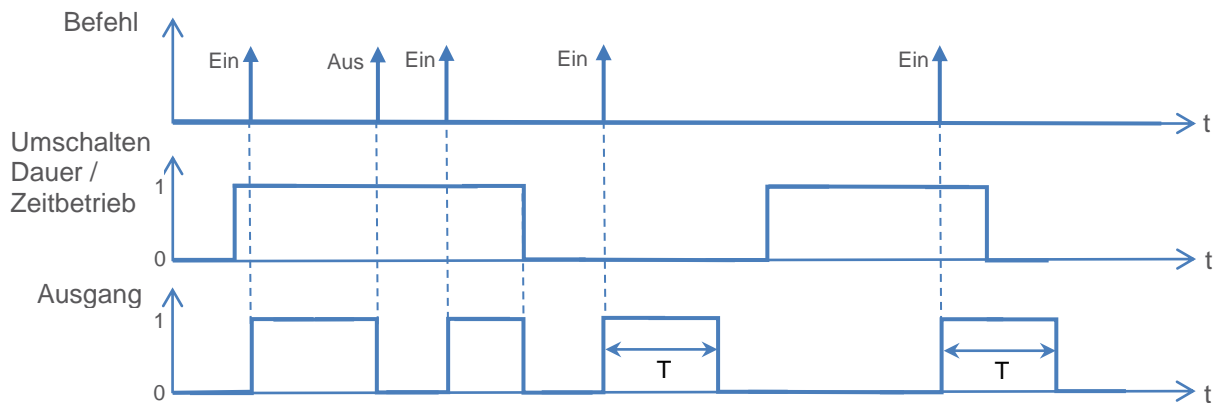 Befehl
Ein
Aus
Ein
Ein
Ein
t
Umschalten
Dauer /
Zeitbetrieb
1
0
t
Ausgang
1
T
T
0
t